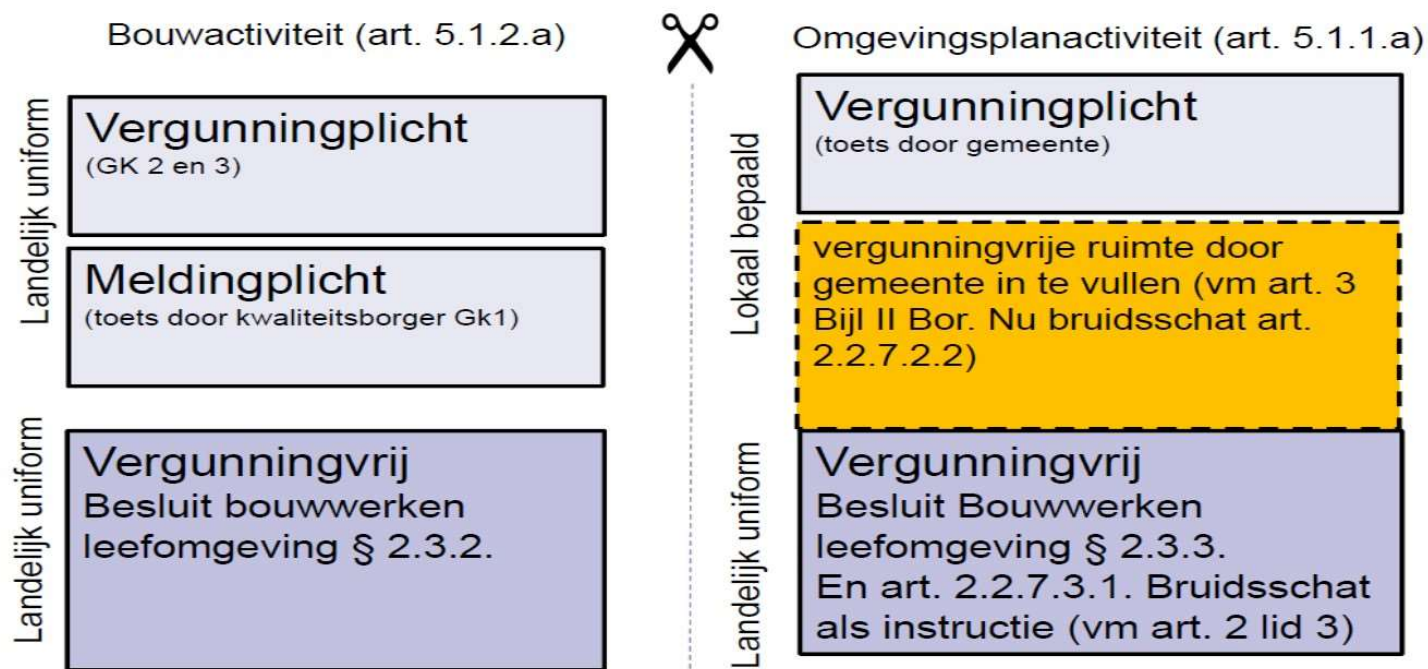 Bouwactiviteit (art. 5.1.2.a)
Landelijk uniform
Vergunningplicht
(GK 2 en 3)
Meldingplicht
(toets door kwaliteitsborger Gk1)
Landelijk uniform
Vergunningvrij
Besluit bouwwerken
leefomgeving § 2.3.2.
Omgevingsplanactiviteit (art. 5.1.1.a)
Lokaal bepaald
Vergunningplicht
(toets door gemeente)
vergunningvrije ruimte door
gemeente in te vullen (vm art. 3
Bijl II Bor. Nu bruidsschat art.
2.2.7.2.2)
Landelijk uiform
Vergunningvrij
Besluit Bouwwerken
leefomgeving § 2.3.3.
En art. 2.2.7.3.1. Bruidsschat
als instructie (vm art. 2 lid 3)